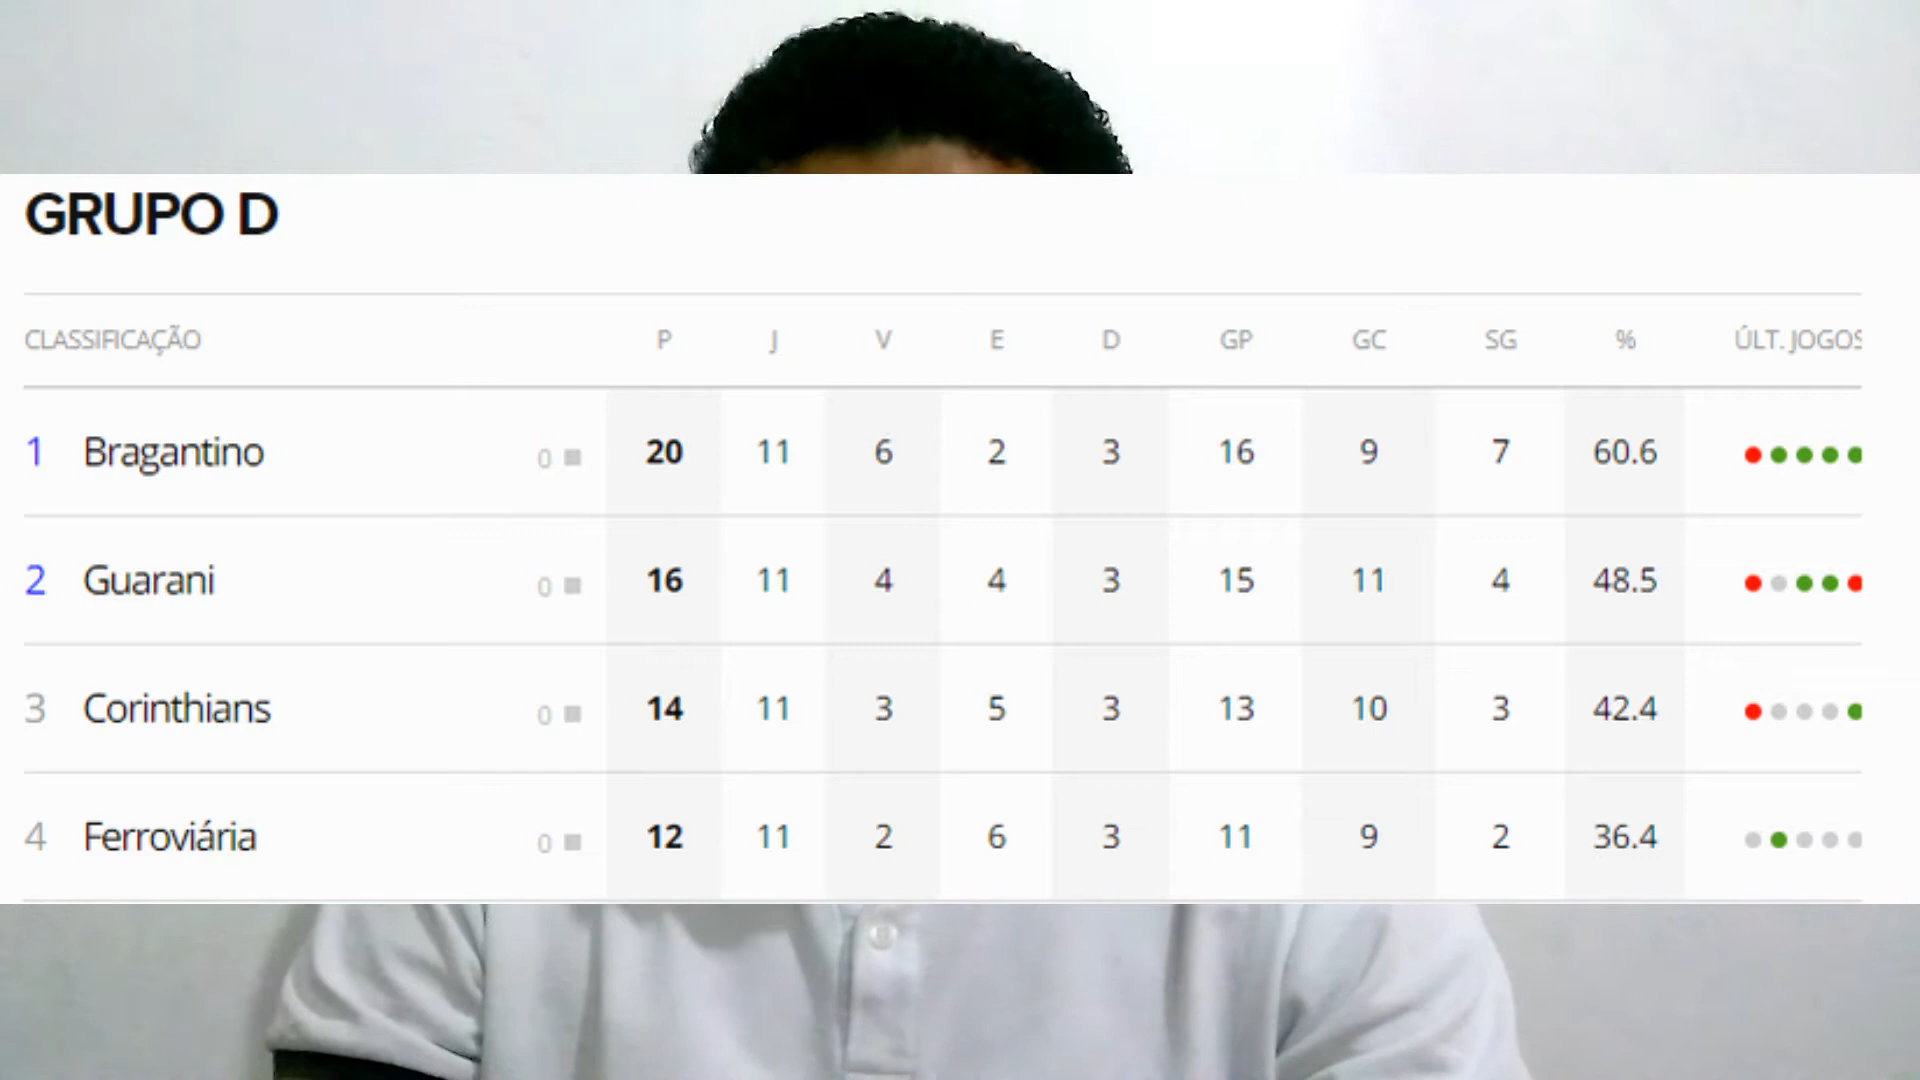 GRUPO D
CLASSIFICAÇÃO P J V E D GP GC SG % ÚLT. JOGOS
1 Bragantino 0 20 11 6 2 3 16 9 7 60.6
2 Guarani 0 16 11 4 4 3 15 11 4 48.5
3 Corinthians 0 14 11 3 5 3 13 10 3 42.4
4 Ferroviária 0 12 11 2 6 3 11 9 2 36.4